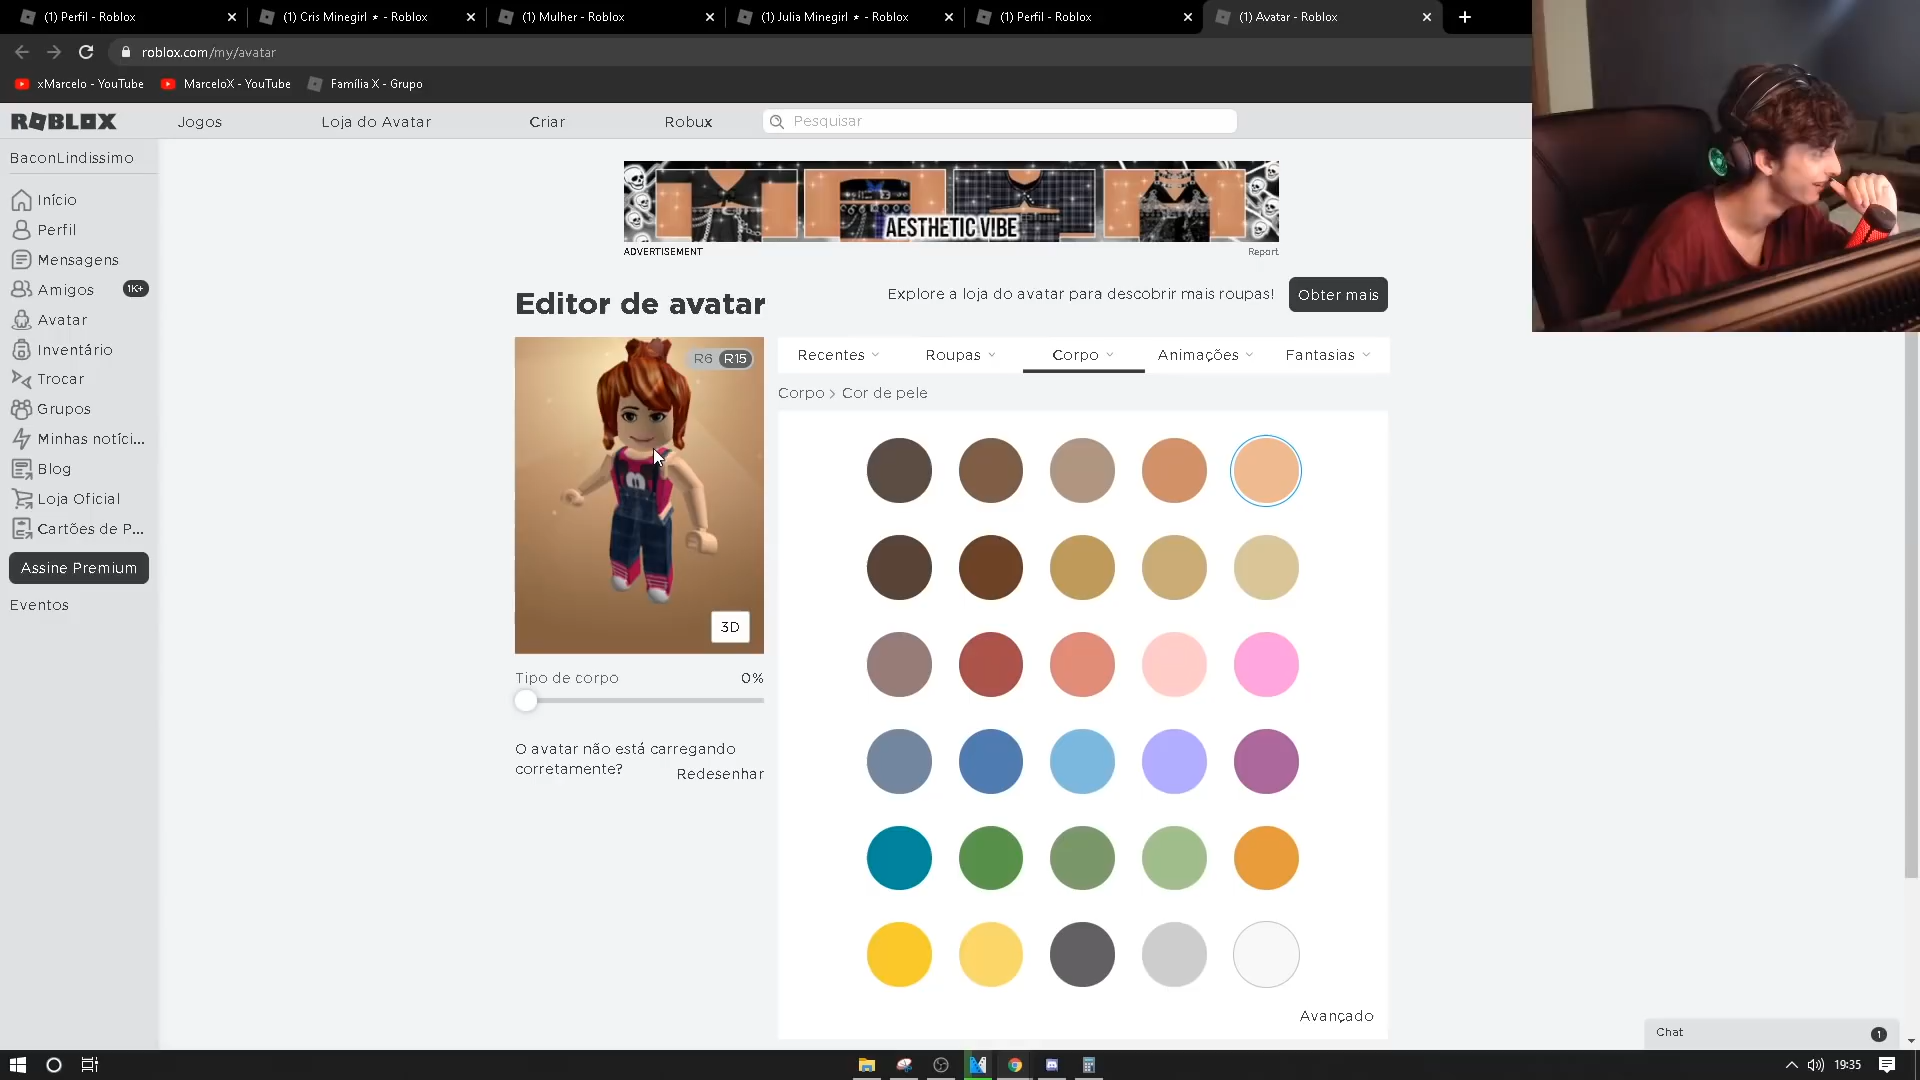 (1) Perfil - Roblox
(1) Cris Minegirl ⋆ - Roblox
(1) Mulher - Roblox
(1) Julia Minegirl ⋆ - Roblox
(1) Perfil - Roblox
(1) Avatar - Roblox
roblox.com/my/avatar
xMarcelo - YouTube
MarceloX - YouTube
Família X - Grupo
ROBLOX
Jogos
Loja do Avatar
Criar
Robux
Pesquisar
BaconLindissimo
Início
Perfil
Mensagens
Amigos
1K+
Avatar
Inventário
Trocar
Grupos
Minhas notíci...
Blog
Loja Oficial
Cartões de P...
Assine Premium
Eventos
AESTHETIC VIBE
ADVERTISEMENT
Report
Editor de avatar
Explore a loja do avatar para descobrir mais roupas!
Obter mais
R6 R15
3D
Tipo de corpo
0%
O avatar não está carregando
corretamente?
Redesenhar
Recentes
Roupas
Corpo
Animações
Fantasias
Corpo > Cor de pele
Avançado
Chat
1
19:35